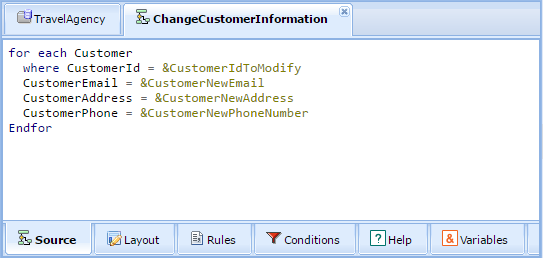 TravelAgency ChangeCustomerInformation
for each Customer
where CustomerId = &CustomerIdToModify
CustomerEmail = &CustomerNewEmail
CustomerAddress = &CustomerNewAddress
CustomerPhone = &CustomerNewPhoneNumber
Endfor
Source Layout Rules Conditions ? Help & Variables